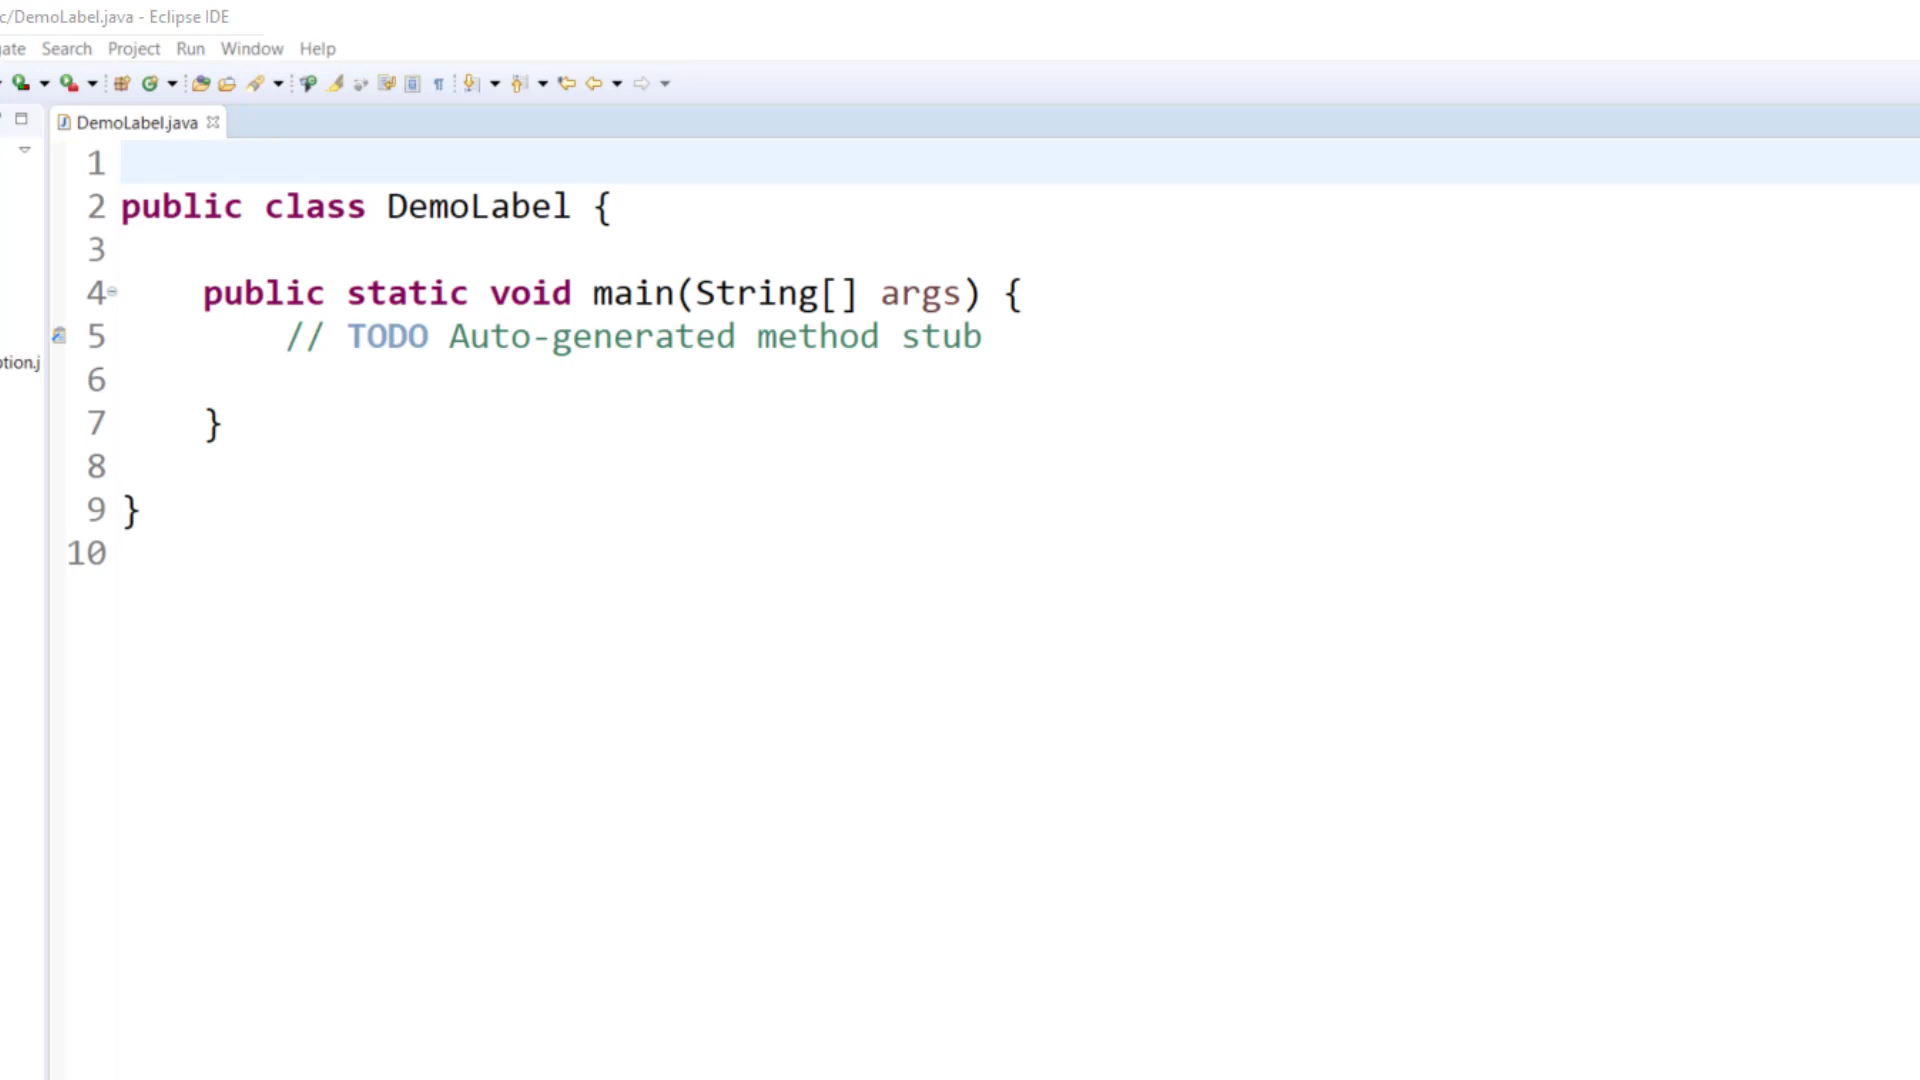 c/DemoLabel.java - Eclipse IDE
gate Search Project Run Window Help
DemoLabel.java
1
2 public class DemoLabel {
3
4 public static void main(String[] args) {
5 // TODO Auto-generated method stub
ption.j
6
7 }
8
9 }
10